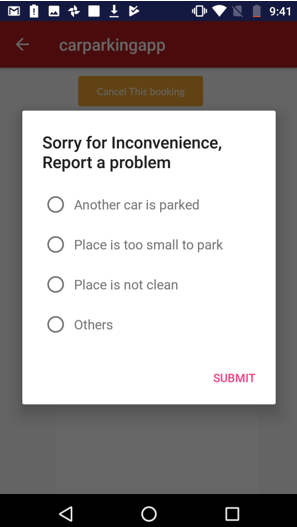 9:41
carparkingapp
Cancel This booking
Sorry for Inconvenience,
Report a problem
Another car is parked
Place is too small to park
Place is not clean
Others
SUBMIT